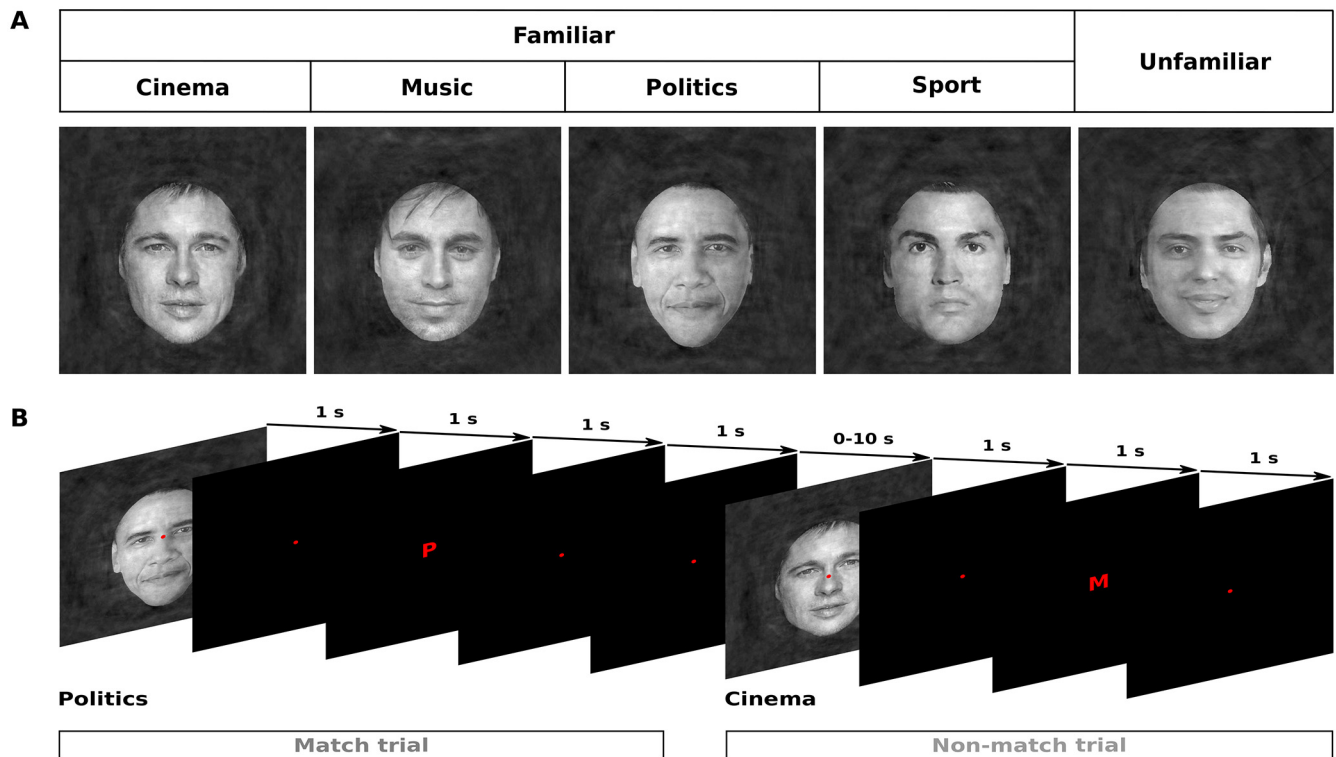 A
Familiar
Unfamiliar
Cinema Music Politics Sport
B
1 s 1 s 1 s 1 s 0-10 s 1 s 1 s 1 s
P
M
Politics Cinema
Match trial Non-match trial